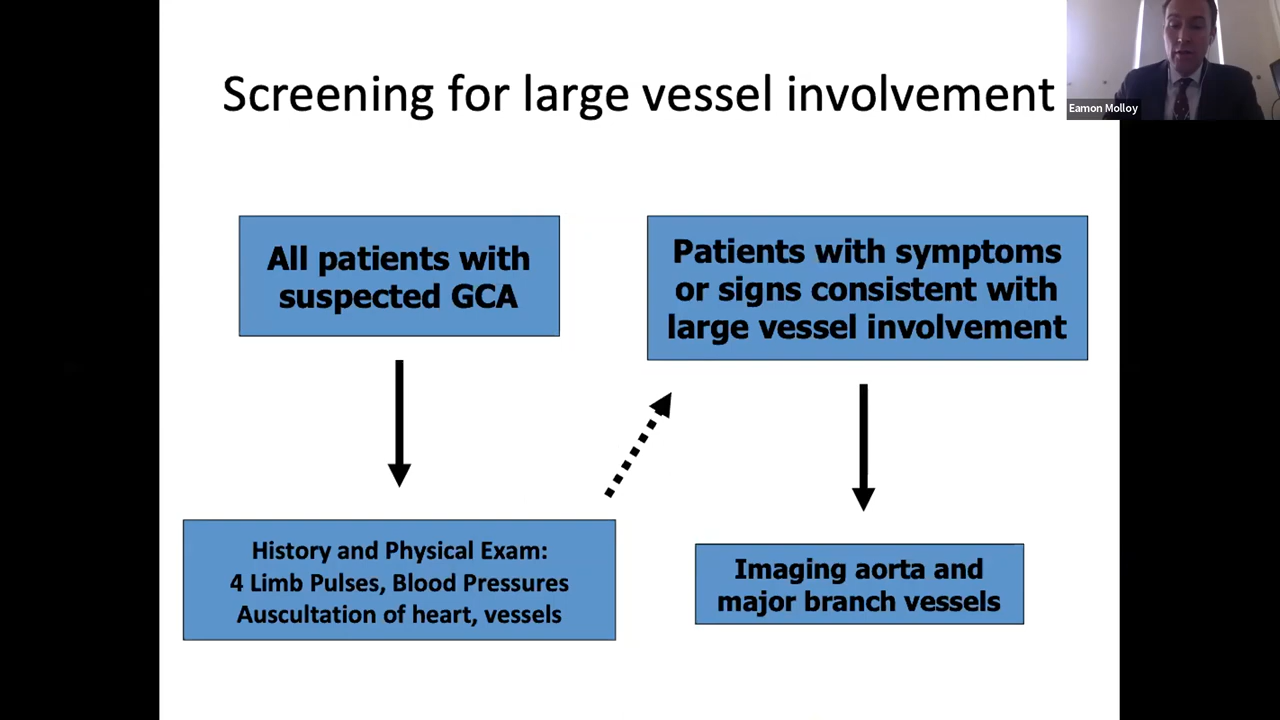 Screening for large vessel involvement
Eamon Molloy
All patients with
suspected GCA
Patients with symptoms
or signs consistent with
large vessel involvement
History and Physical Exam:
4 Limb Pulses, Blood Pressures
Auscultation of heart, vessels
Imaging aorta and
major branch vessels